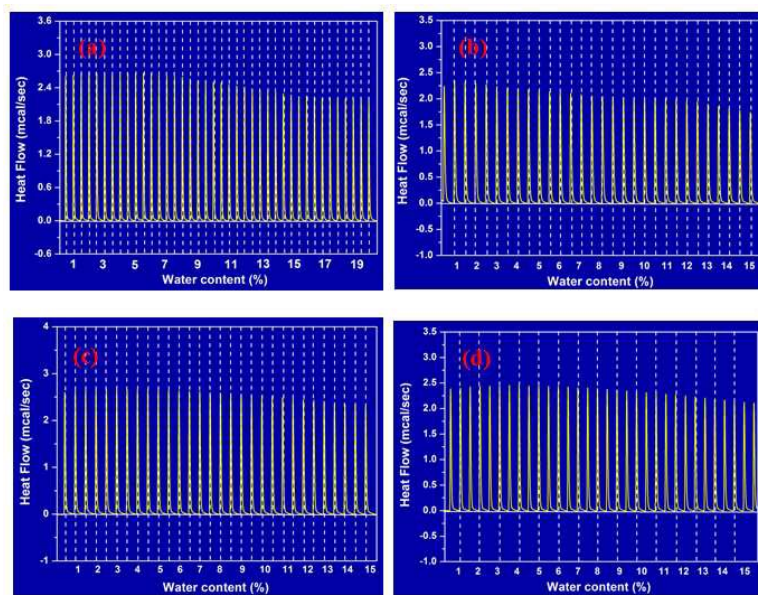 (a)
Heat Flow (mcal/sec)
3.6
3.0
2.4
1.8
1.2
0.6
0.0
-0.6
1 3 5 7 9 11 13 15 17 19
Water content (%)
(b)
Heat Flow (mcal/sec)
3.5
3.0
2.5
2.0
1.5
1.0
0.5
0.0
-0.5
-1.0
1 2 3 4 5 6 7 8 9 10 11 12 13 14 15
Water content (%)
(c)
Heat Flow (mcal/sec)
4
3
2
1
0
-1
1 2 3 4 5 6 7 8 9 10 11 12 13 14 15
Water content (%)
(d)
Heat Flow (mcal/sec)
3.5
3.0
2.5
2.0
1.5
1.0
0.5
0.0
-0.5
-1.0
1 2 3 4 5 6 7 8 9 10 11 12 13 14 15
Water content (%)